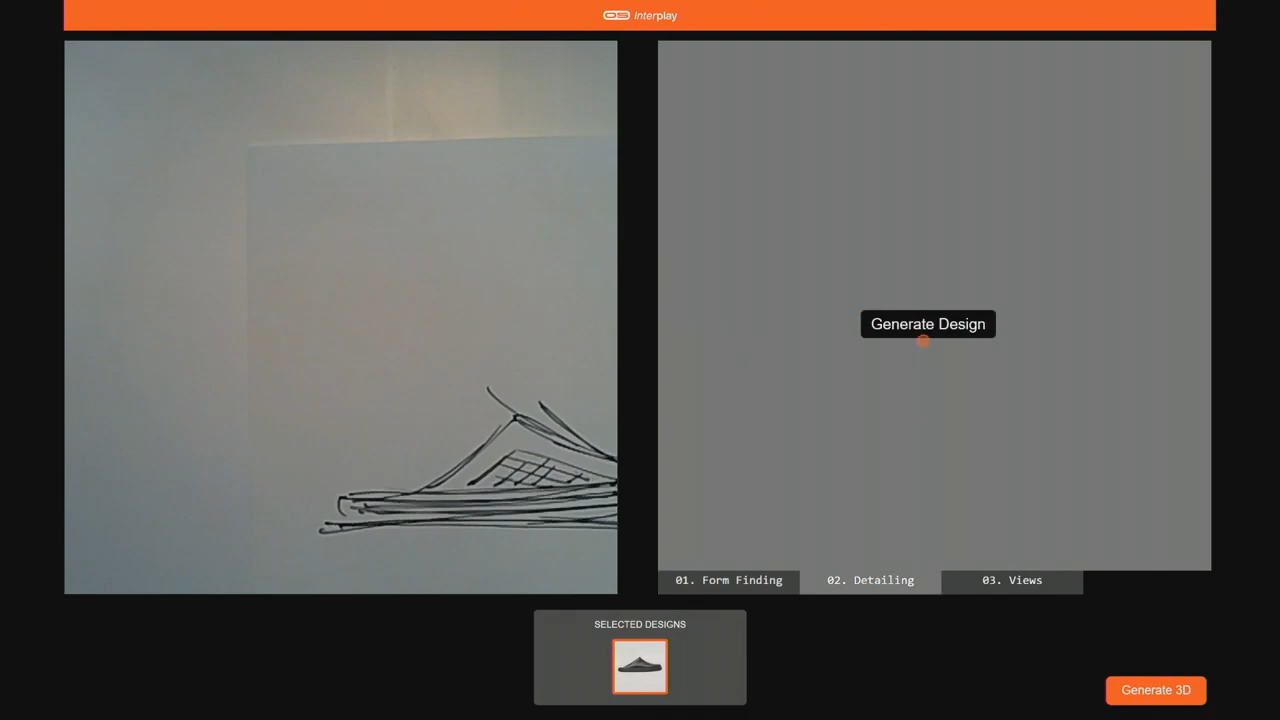 Interplay
Generate Design
01. Form Finding
02. Detailing
03. Views
SELECTED DESIGNS
Generate 3D